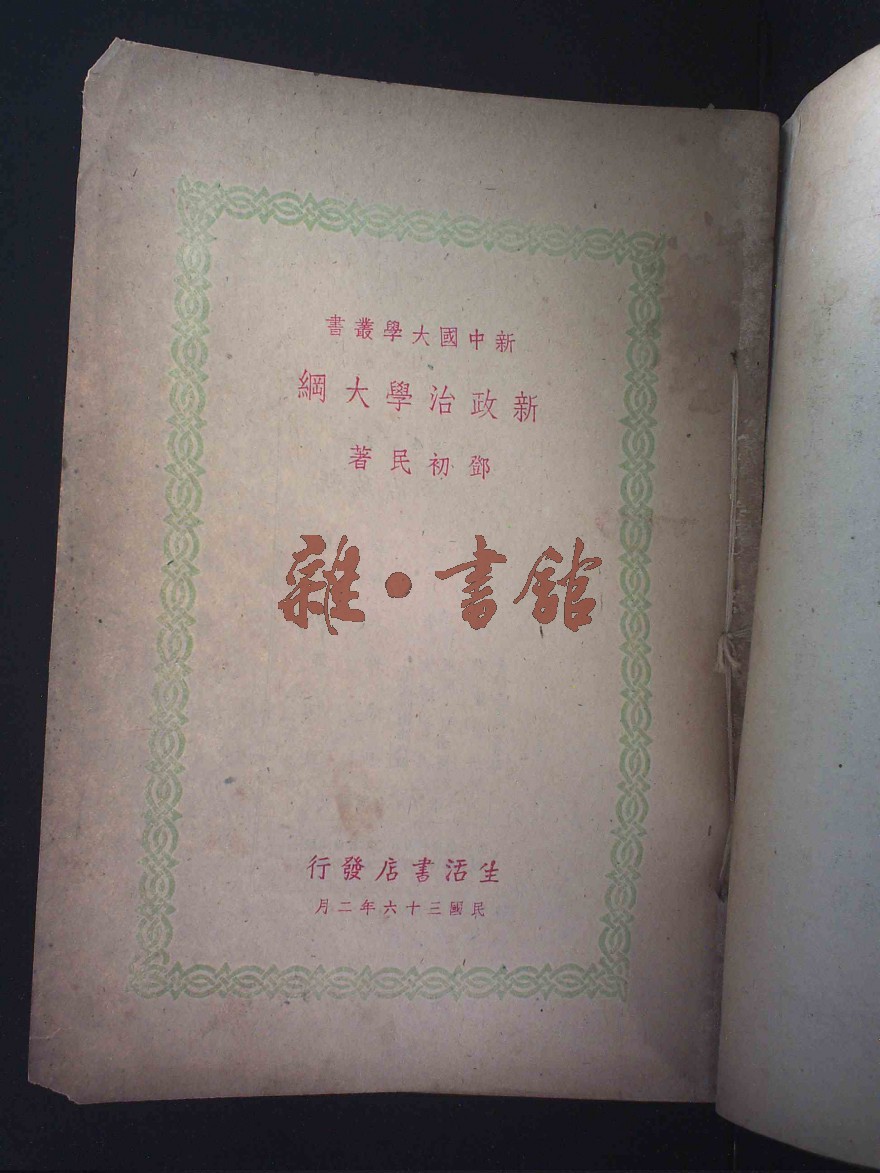 新中國大學叢書
新政治學大綱
鄧初民著
雜·書館
生活書店發行
民國三十六年二月